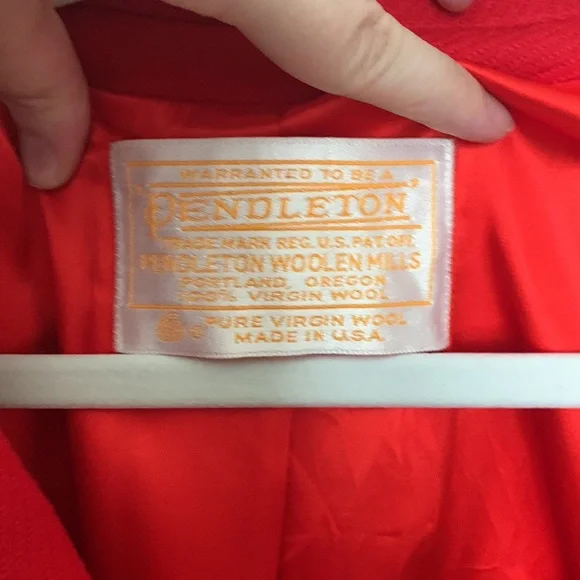 WARRANTED TO BE A
PENDLETON
TRADE MARK REG. U.S. PAT. OFF.
PENDLETON WOOLEN MILLS
PORTLAND, OREGON
100% VIRGIN WOOL
PURE VIRGIN WOOL
MADE IN U.S.A.